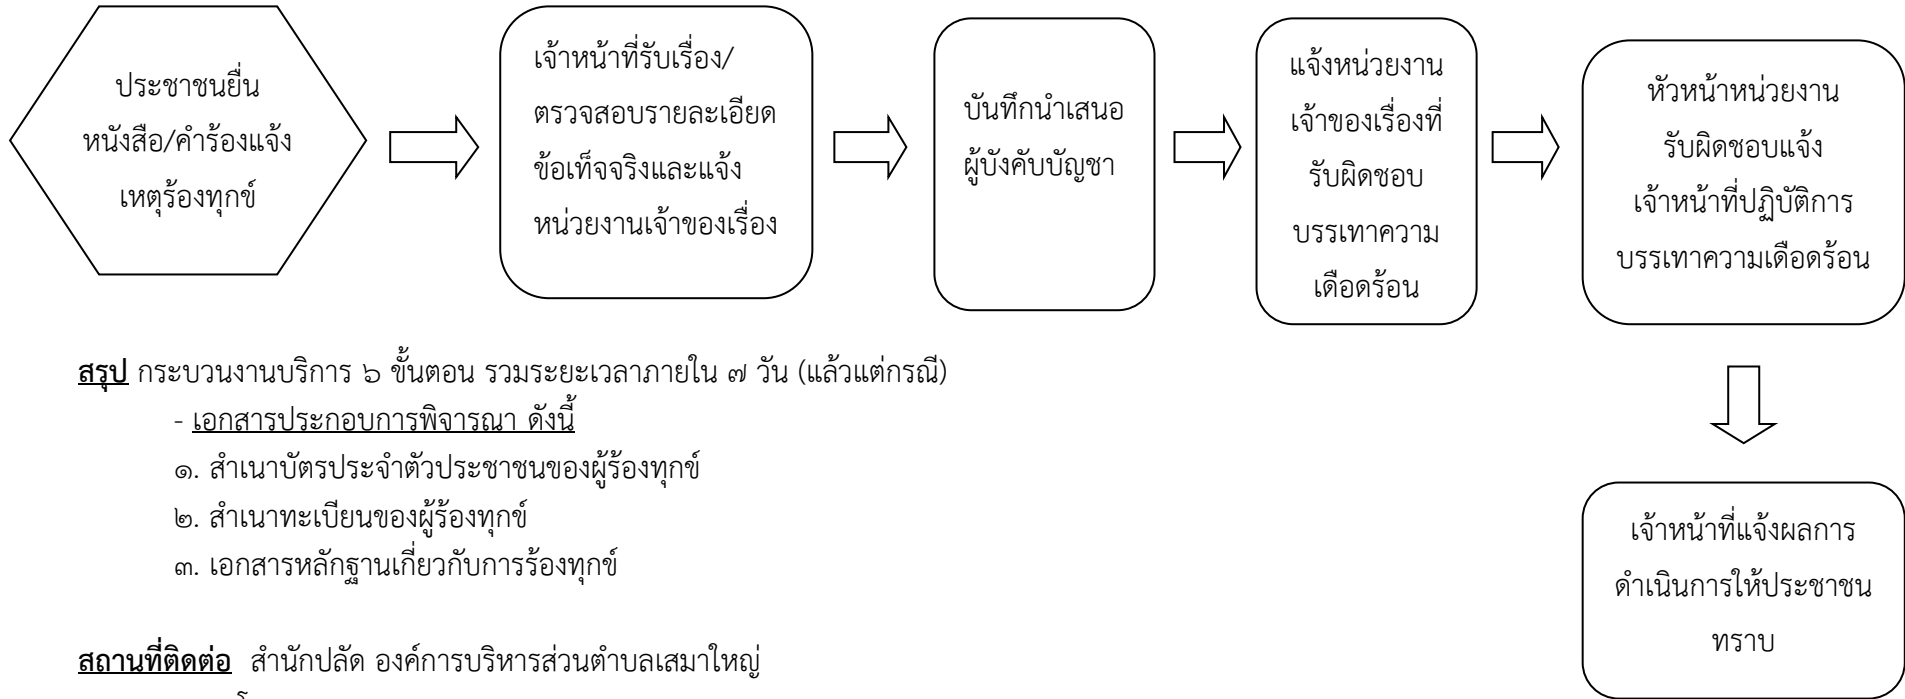 ประชาชนยื่น
หนังสือ/คำร้องแจ้ง
เหตุร้องทุกข์
เจ้าหน้าที่รับเรื่อง/
ตรวจสอบรายละเอียด
ข้อเท็จจริงและแจ้ง
หน่วยงานเจ้าของเรื่อง
บันทึกนำเสนอ
ผู้บังคับบัญชา
แจ้งหน่วยงาน
เจ้าของเรื่องที่
รับผิดชอบ
บรรเทาความ
เดือดร้อน
หัวหน้าหน่วยงาน
รับผิดชอบแจ้ง
เจ้าหน้าที่ปฏิบัติการ
บรรเทาความเดือดร้อน
เจ้าหน้าที่แจ้งผลการ
ดำเนินการให้ประชาชน
ทราบ
สรุป กระบวนงานบริการ ๖ ขั้นตอน รวมระยะเวลาภายใน ๗ วัน (แล้วแต่กรณี)
- เอกสารประกอบการพิจารณา ดังนี้
๑. สำเนาบัตรประจำตัวประชาชนของผู้ร้องทุกข์
๒. สำเนาทะเบียนของผู้ร้องทุกข์
๓. เอกสารหลักฐานเกี่ยวกับการร้องทุกข์
สถานที่ติดต่อ สำนักปลัด องค์การบริหารส่วนตำบลเสมาใหญ่